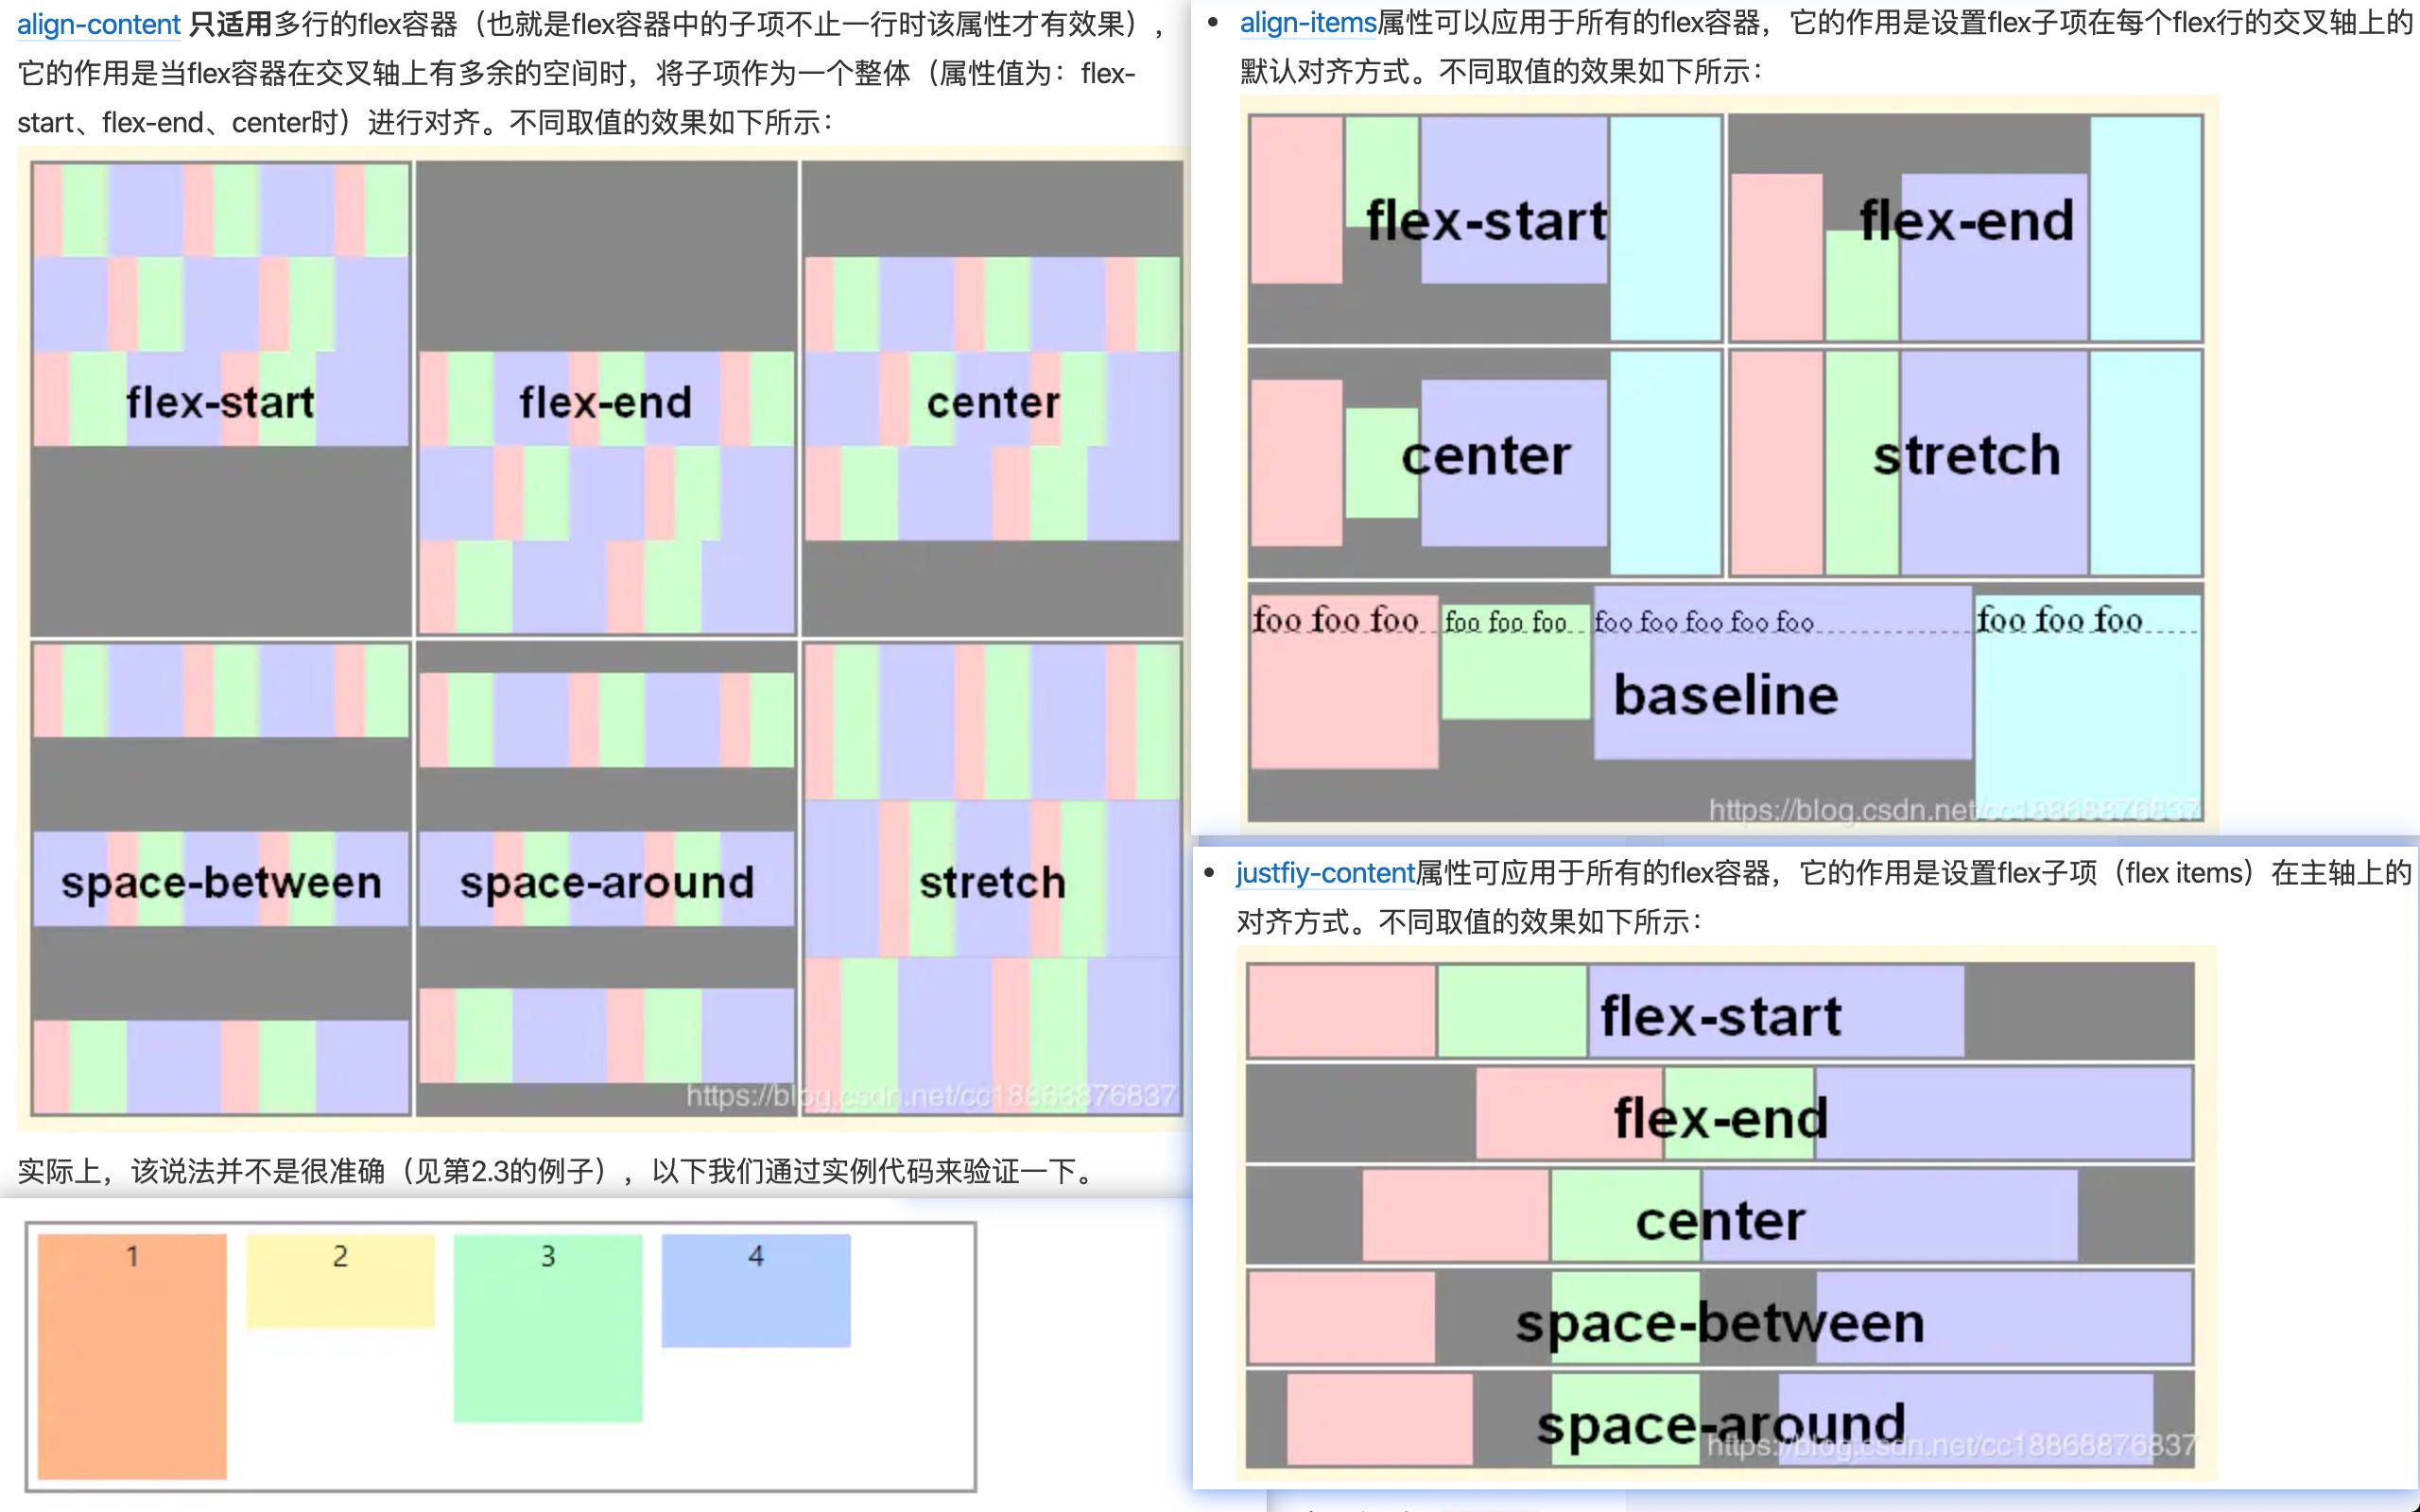 align-content 只适用多行的flex容器（也就是flex容器中的子项不止一行时该属性才有效果），
它的作用是当flex容器在交叉轴上有多余的空间时，将子项作为一个整体（属性值为：flex-
start、flex-end、center时）进行对齐。不同取值的效果如下所示：
flex-start
flex-end
center
space-between
space-around
stretch
https://blog.csdn.net/cc18868876837
实际上，该说法并不是很准确（见第2.3的例子），以下我们通过实例代码来验证一下。
1
2
3
4
• align-items属性可以应用于所有的flex容器，它的作用是设置flex子项在每个flex行的交叉轴上的
默认对齐方式。不同取值的效果如下所示：
flex-start
flex-end
center
stretch
foo foo foo
foo foo foo
foo foo foo foo foo
foo foo foo
baseline
https://blog.csdn.net/cc18868876837
• justfiy-content属性可应用于所有的flex容器，它的作用是设置flex子项（flex items）在主轴上的
对齐方式。不同取值的效果如下所示：
flex-start
flex-end
center
space-between
space-around
https://blog.csdn.net/cc18868876837